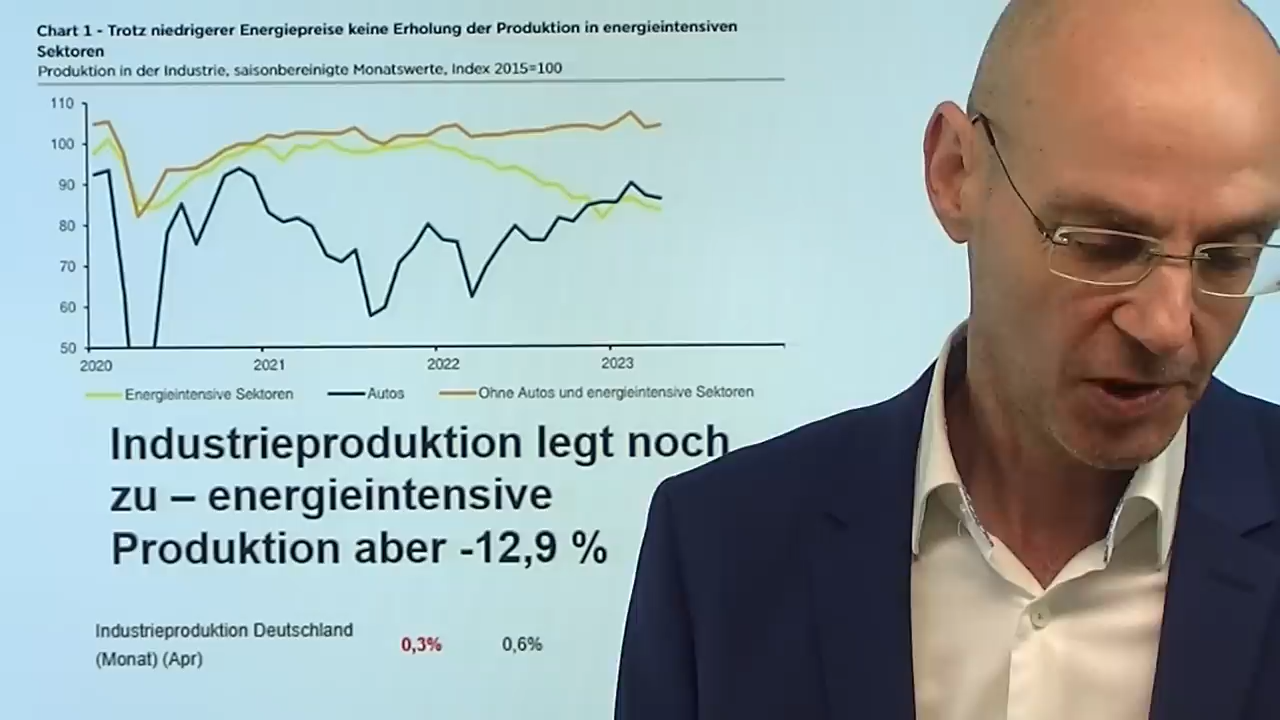 Chart 1 - Trotz niedrigerer Energiepreise keine Erholung der Produktion in energieintensiven
Sektoren
Produktion in der Industrie, saisonbereinigte Monatswerte, Index 2015=100
110
100
90
80
70
60
50
2020 2021 2022 2023
Energieintensive Sektoren Autos Ohne Autos und energieintensive Sektoren
Industrieproduktion legt noch
zu – energieintensive
Produktion aber -12,9 %
Industrieproduktion Deutschland
(Monat) (Apr)
0,3% 0,6%